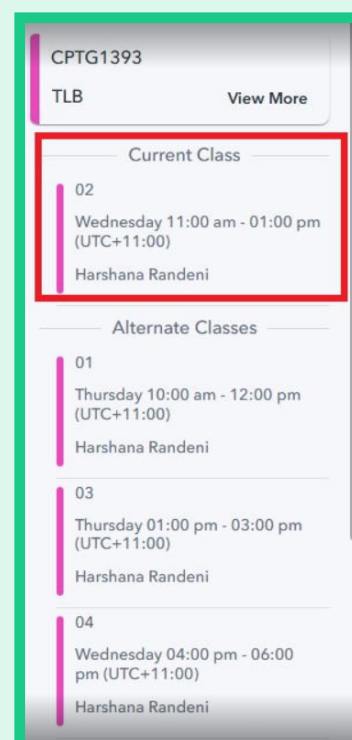 CPTG1393
TLB View More
Current Class
02
Wednesday 11:00 am - 01:00 pm
(UTC+11:00)
Harshana Randeni
Alternate Classes
01
Thursday 10:00 am - 12:00 pm
(UTC+11:00)
Harshana Randeni
03
Thursday 01:00 pm - 03:00 pm
(UTC+11:00)
Harshana Randeni
04
Wednesday 04:00 pm - 06:00
pm (UTC+11:00)
Harshana Randeni